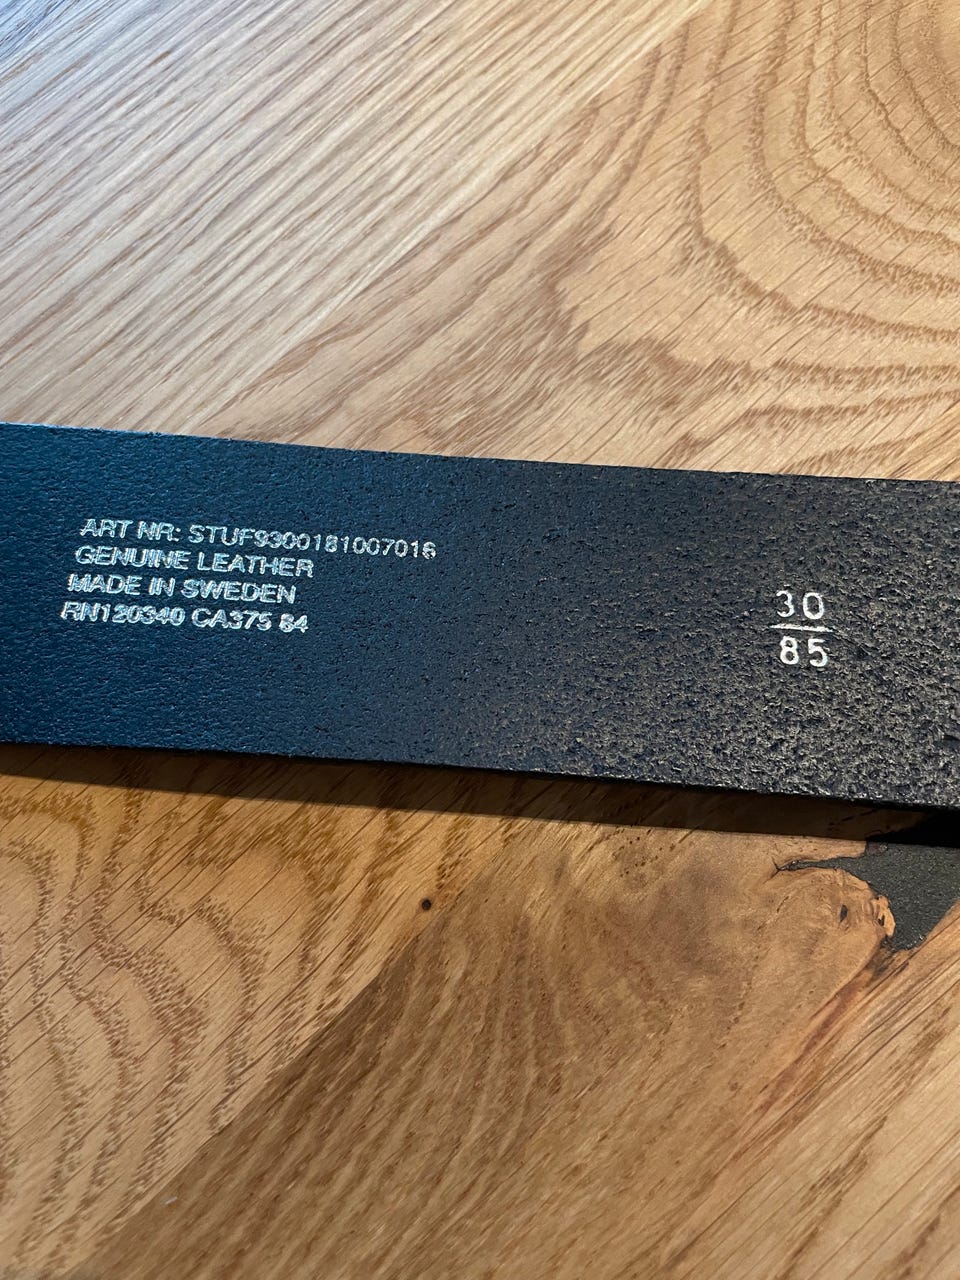 ART NR: STUF9300181007016
GENUINE LEATHER
MADE IN SWEDEN
RN120340 CA375 84
30
85